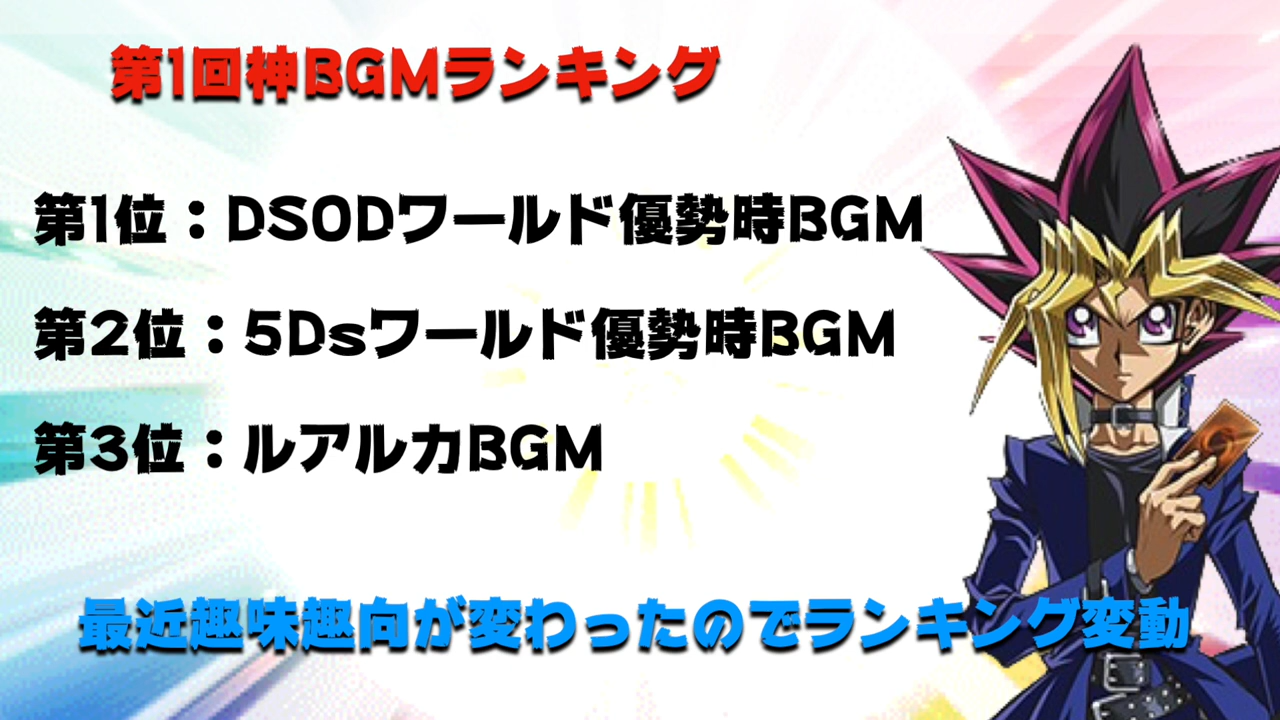 第1回神BGMランキング
第1位：DSODワールド優勢時BGM
第2位：5Dsワールド優勢時BGM
第3位：ルアルカBGM
最近趣味趣向が変わったのでランキング変動